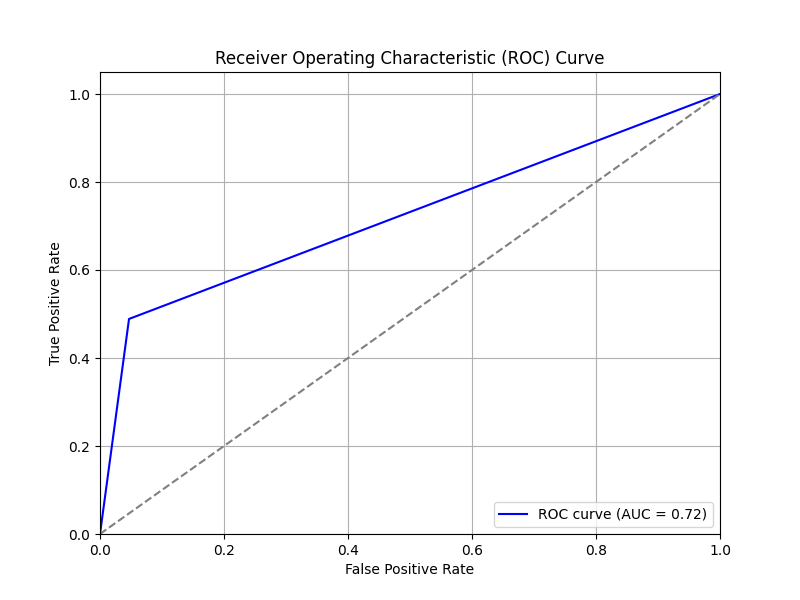 Receiver Operating Characteristic (ROC) Curve
True Positive Rate
1.0
0.8
0.6
0.4
0.2
0.0
ROC curve (AUC = 0.72)
0.0 0.2 0.4 0.6 0.8 1.0
False Positive Rate